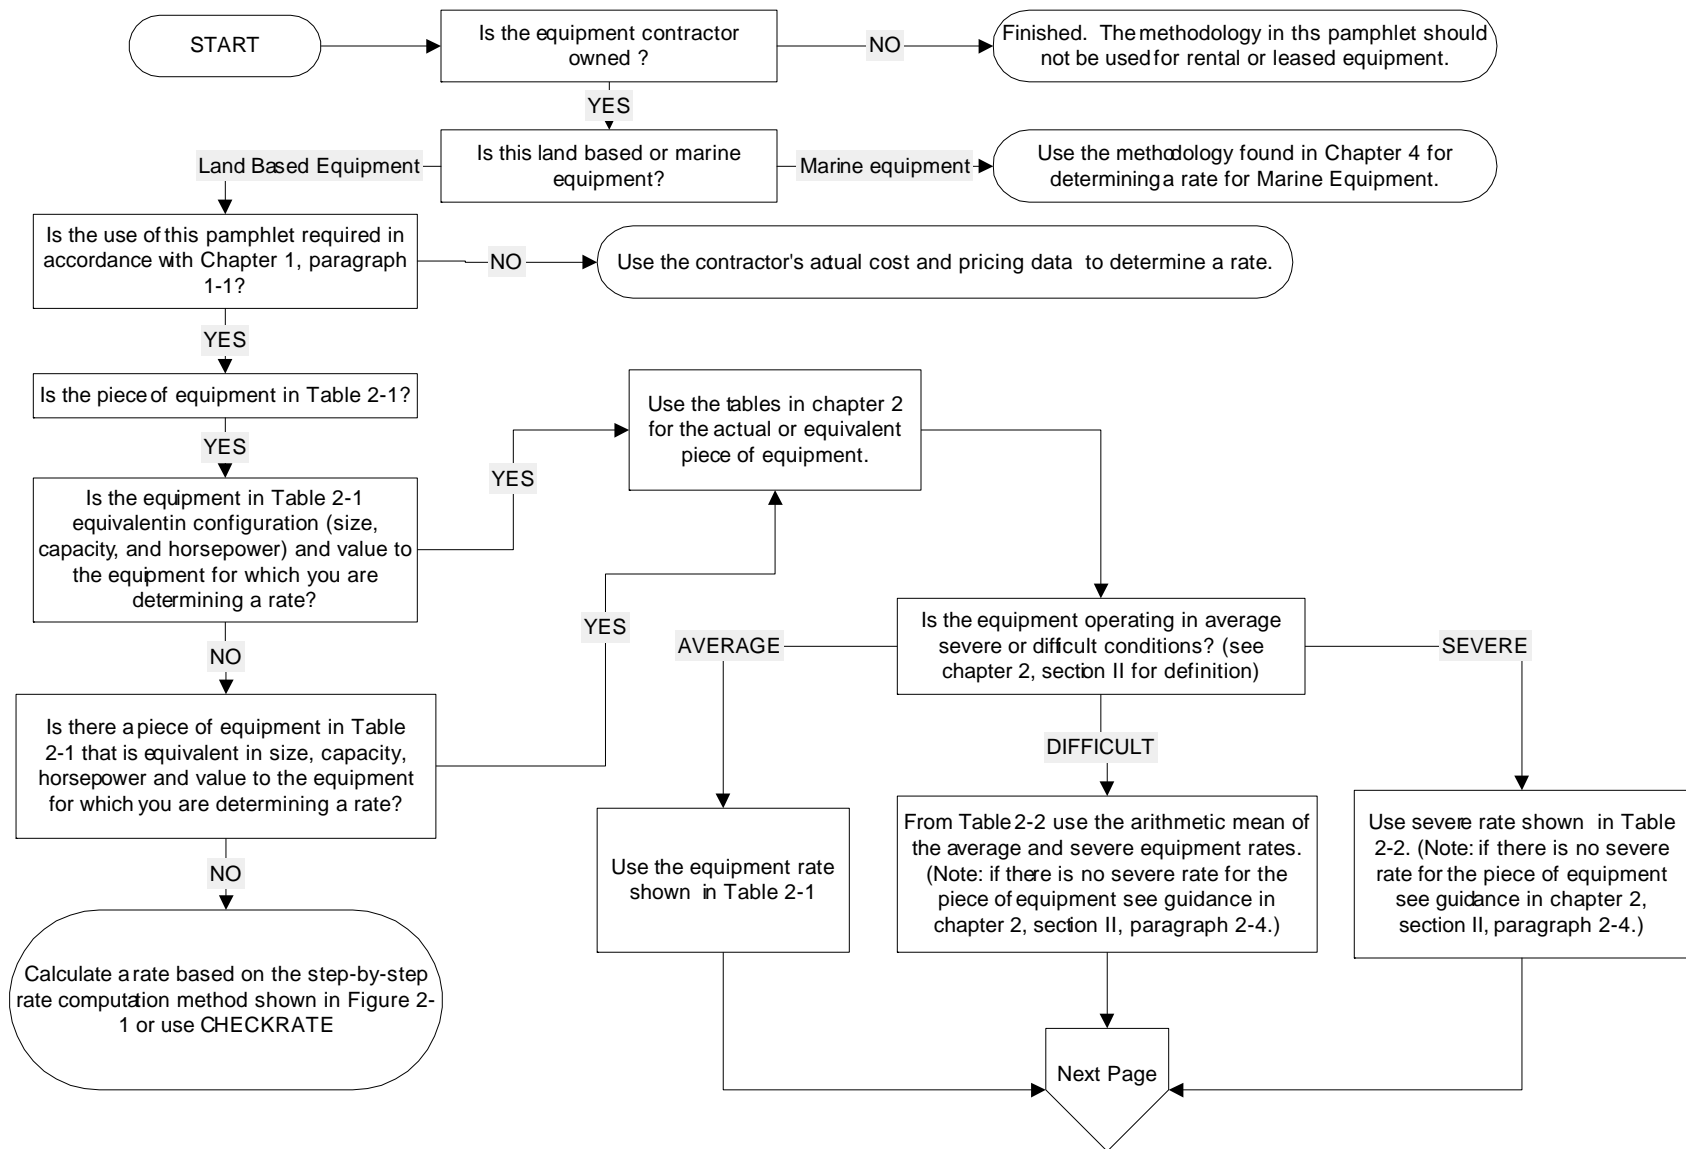 START
Is the equipment contractor
owned ?
NO
Finished. The methodology in ths pamphlet should
not be used for rental or leased equipment.
YES
Is this land based or marine
equipment?
Land Based Equipment
Marine equipment
Use the methodology found in Chapter 4 for
determining a rate for Marine Equipment.
Is the use of this pamphlet required in
accordance with Chapter 1, paragraph
1-1?
NO
Use the contractor's actual cost and pricing data to determine a rate.
YES
Is the piece of equipment in Table 2-1?
YES
Is the equipment in Table 2-1
equivalent in configuration (size,
capacity, and horsepower) and value to
the equipment for which you are
determining a rate?
YES
Use the tables in chapter 2
for the actual or equivalent
piece of equipment.
NO
YES
Is there a piece of equipment in Table
2-1 that is equivalent in size, capacity,
horsepower and value to the equipment
for which you are determining a rate?
NO
Calculate a rate based on the step-by-step
rate computation method shown in Figure 2-
1 or use CHECKRATE
Is the equipment operating in average
severe or difficult conditions? (see
chapter 2, section II for definition)
AVERAGE
SEVERE
DIFFICULT
Use the equipment rate
shown in Table 2-1
From Table 2-2 use the arithmetic mean of
the average and severe equipment rates.
(Note: if there is no severe rate for the
piece of equipment see guidance in
chapter 2, section II, paragraph 2-4.)
Use severe rate shown in Table
2-2. (Note: if there is no severe
rate for the piece of equipment
see guidance in chapter 2,
section II, paragraph 2-4.)
Next Page